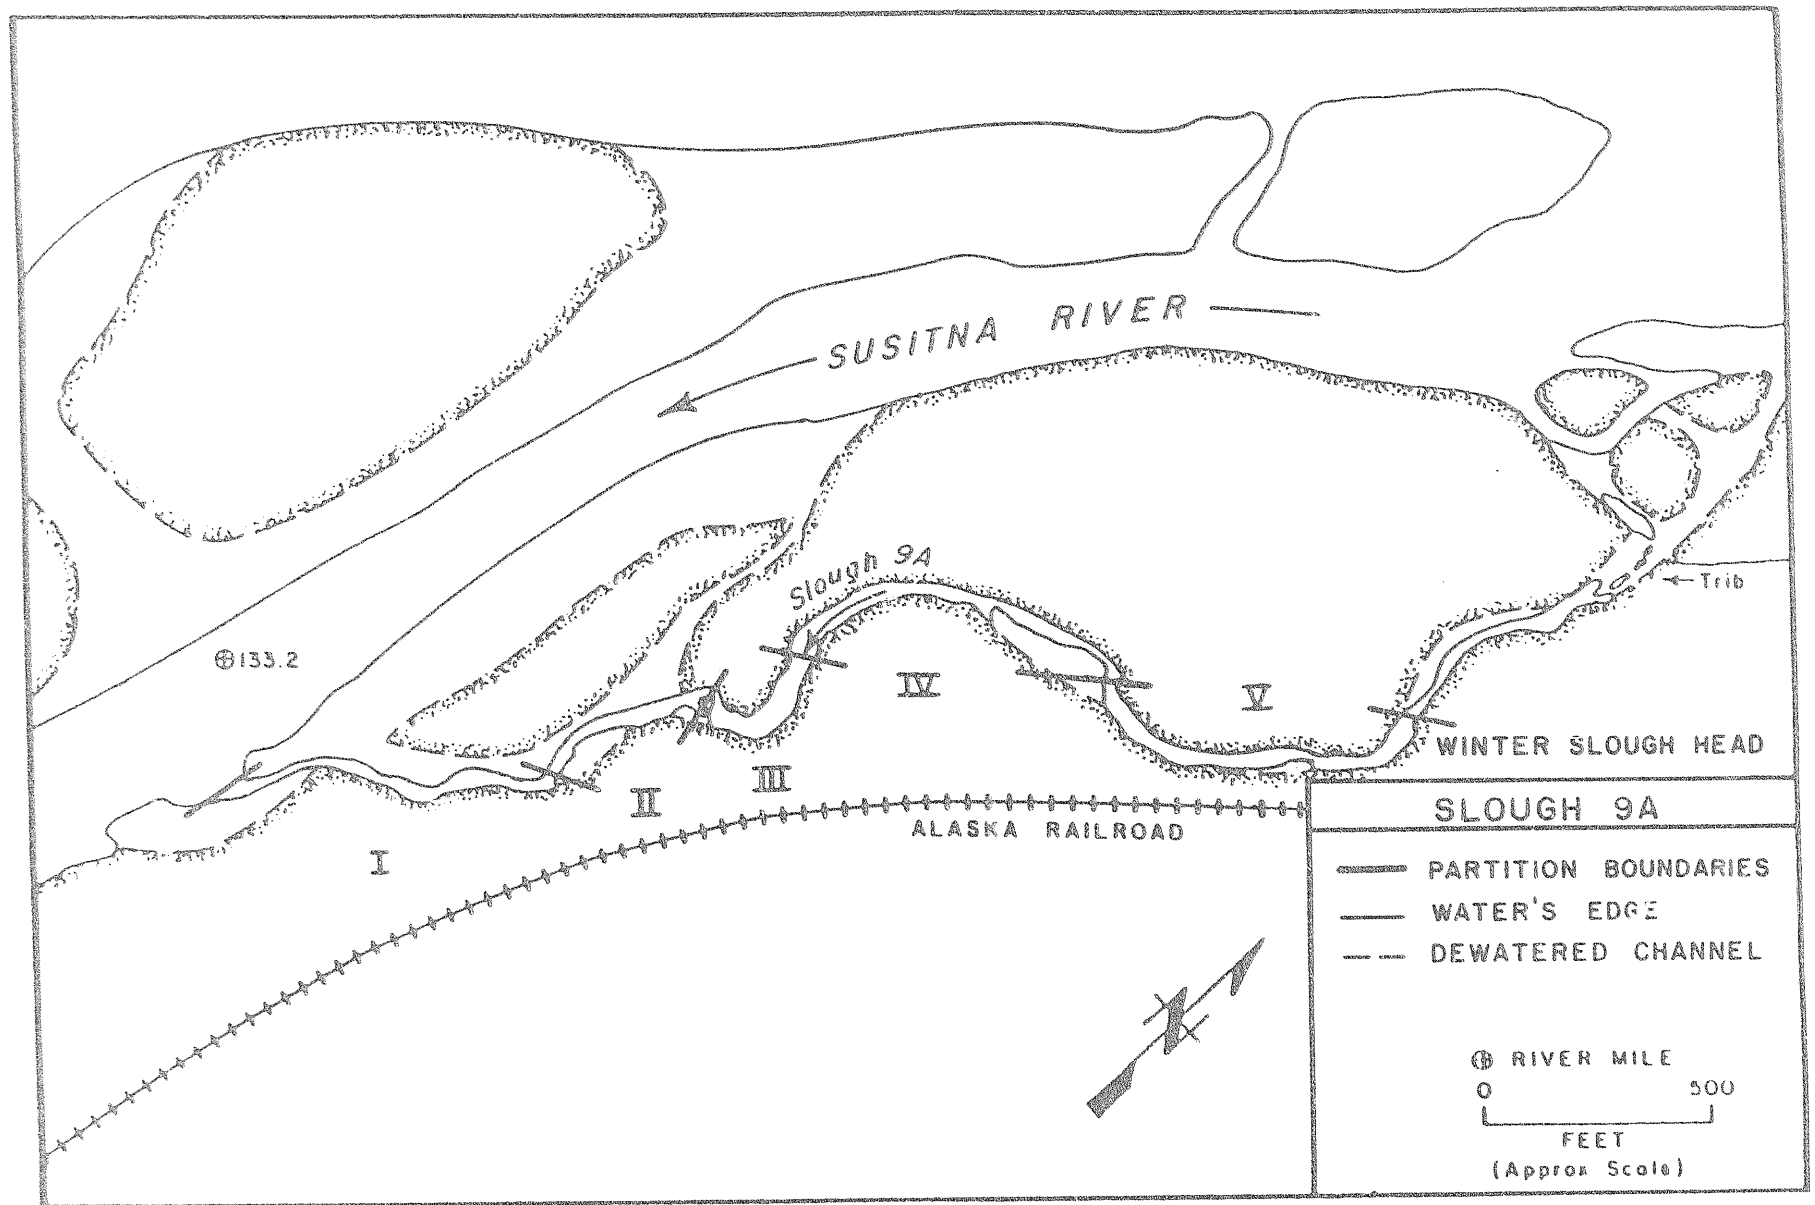 SUSITNA RIVER
Slough 9A
Trib
133.2
IV
V
WINTER SLOUGH HEAD
III
II
I
ALASKA RAILROAD
N
SLOUGH 9A
PARTITION BOUNDARIES
WATER'S EDGE
DEWATERED CHANNEL
RIVER MILE
0 500
FEET
(Approx Scale)